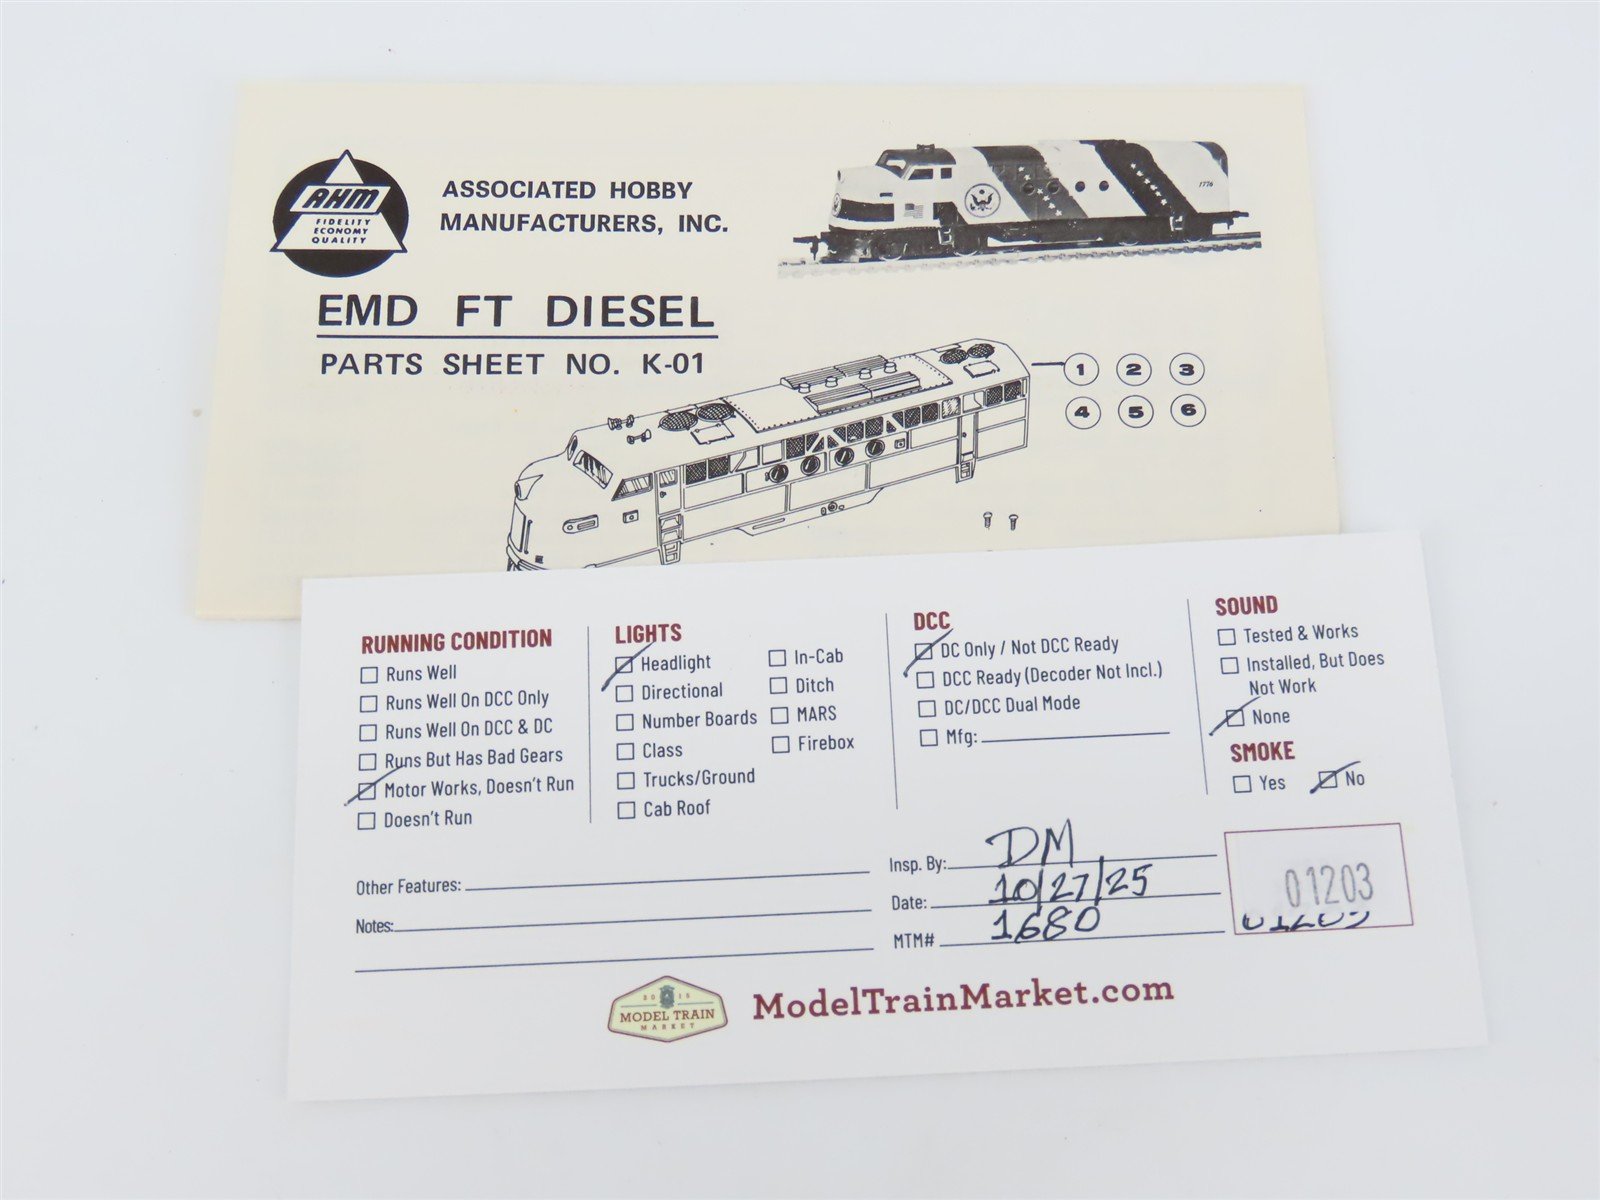 AHM
FIDELITY
ECONOMY
QUALITY
ASSOCIATED HOBBY
MANUFACTURERS, INC.
1776
EMD FT DIESEL
PARTS SHEET NO. K-01
1 2 3
4 5 6
RUNNING CONDITION
Runs Well
Runs Well On DCC Only
Runs Well On DCC & DC
Runs But Has Bad Gears
Motor Works, Doesn't Run
Doesn't Run
LIGHTS
Headlight
Directional
Number Boards
Class
Trucks/Ground
Cab Roof
In-Cab
Ditch
MARS
Firebox
DCC
DC Only / Not DCC Ready
DCC Ready (Decoder Not Incl.)
DC/DCC Dual Mode
Mfg:
SOUND
Tested & Works
Installed, But Does
Not Work
None
SMOKE
Yes No
Other Features:
Notes:
Insp. By: DM
Date: 10/27/25
MTM# 1680
01203
01203
2015
MODEL TRAIN
MARKET
ModelTrainMarket.com